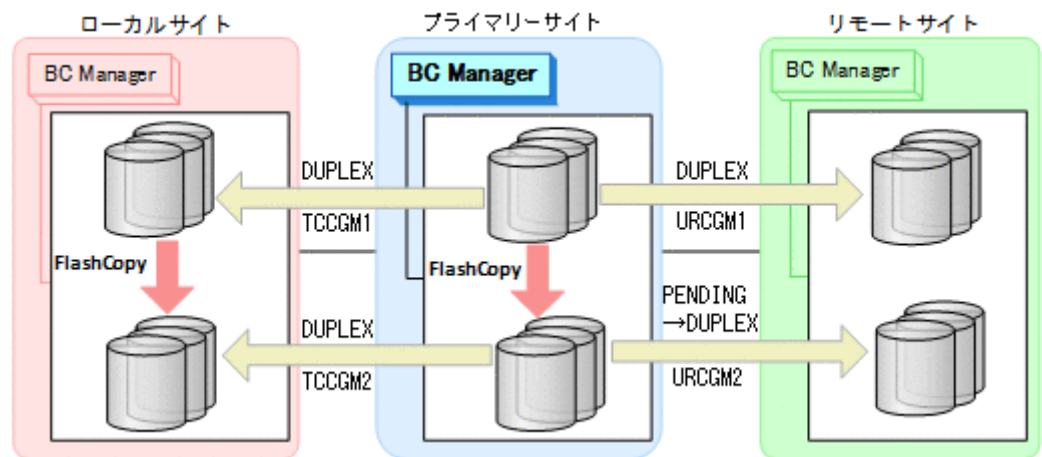 ローカルサイト
プライマリーサイト
リモートサイト
BC Manager
BC Manager
BC Manager
DUPLEX
TCCGM1
DUPLEX
URCGM1
FlashCopy
FlashCopy
DUPLEX
TCCGM2
PENDING
→DUPLEX
URCGM2